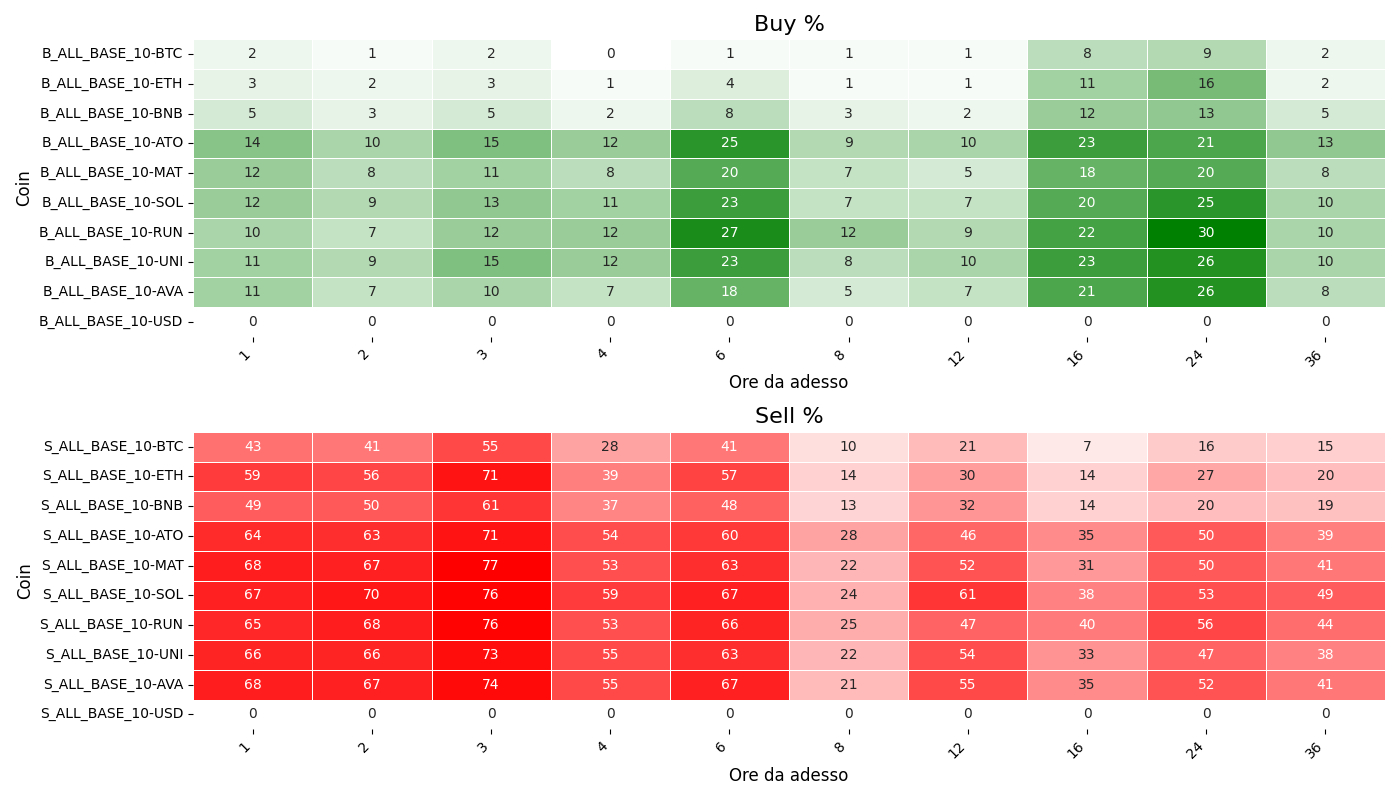 Buy %
Coin
B_ALL_BASE_10-BTC 2 1 2 0 1 1 1 8 9 2
B_ALL_BASE_10-ETH 3 2 3 1 4 1 1 11 16 2
B_ALL_BASE_10-BNB 5 3 5 2 8 3 2 12 13 5
B_ALL_BASE_10-ATO 14 10 15 12 25 9 10 23 21 13
B_ALL_BASE_10-MAT 12 8 11 8 20 7 5 18 20 8
B_ALL_BASE_10-SOL 12 9 13 11 23 7 7 20 25 10
B_ALL_BASE_10-RUN 10 7 12 12 27 12 9 22 30 10
B_ALL_BASE_10-UNI 11 9 15 12 23 8 10 23 26 10
B_ALL_BASE_10-AVA 11 7 10 7 18 5 7 21 26 8
B_ALL_BASE_10-USD 0 0 0 0 0 0 0 0 0 0
1 2 3 4 6 8 12 16 24 36
Ore da adesso
Sell %
Coin
S_ALL_BASE_10-BTC 43 41 55 28 41 10 21 7 16 15
S_ALL_BASE_10-ETH 59 56 71 39 57 14 30 14 27 20
S_ALL_BASE_10-BNB 49 50 61 37 48 13 32 14 20 19
S_ALL_BASE_10-ATO 64 63 71 54 60 28 46 35 50 39
S_ALL_BASE_10-MAT 68 67 77 53 63 22 52 31 50 41
S_ALL_BASE_10-SOL 67 70 76 59 67 24 61 38 53 49
S_ALL_BASE_10-RUN 65 68 76 53 66 25 47 40 56 44
S_ALL_BASE_10-UNI 66 66 73 55 63 22 54 33 47 38
S_ALL_BASE_10-AVA 68 67 74 55 67 21 55 35 52 41
S_ALL_BASE_10-USD 0 0 0 0 0 0 0 0 0 0
1 2 3 4 6 8 12 16 24 36
Ore da adesso